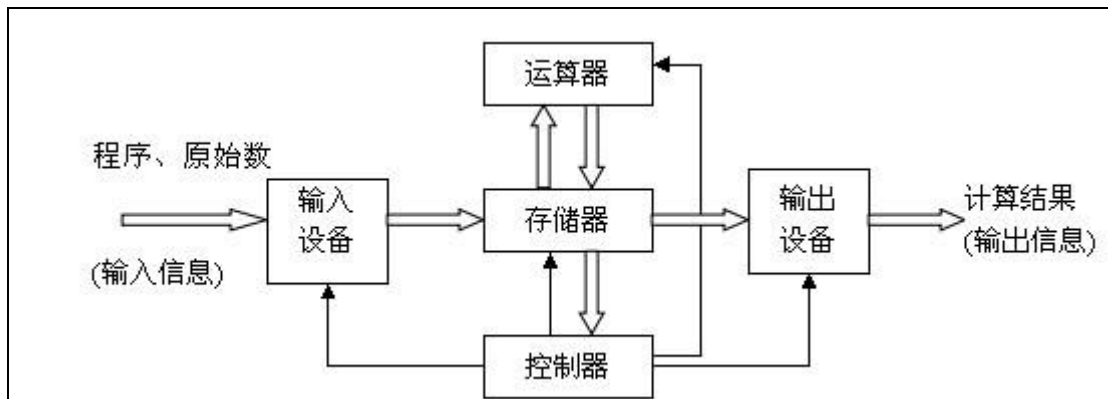 运算器
程序、原始数
输入
设备
存储器
输出
设备
计算结果
(输出信息)
(输入信息)
控制器